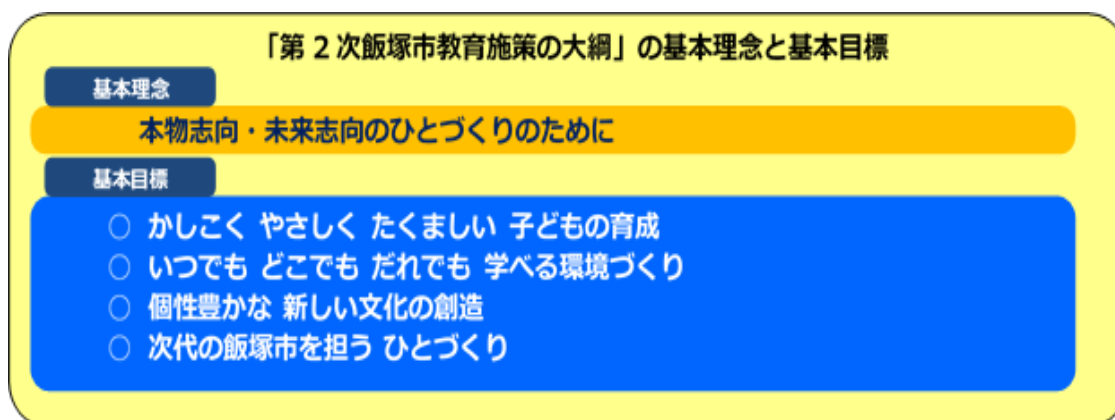 「第 2 次飯塚市教育施策の大綱」の基本理念と基本目標
基本理念
本物志向・未来志向のひとづくりのために
基本目標
○ かしこく やさしく たくましい 子どもの育成
○ いつでも どこでも だれでも 学べる環境づくり
○ 個性豊かな 新しい文化の創造
○ 次代の飯塚市を担う ひとづくり